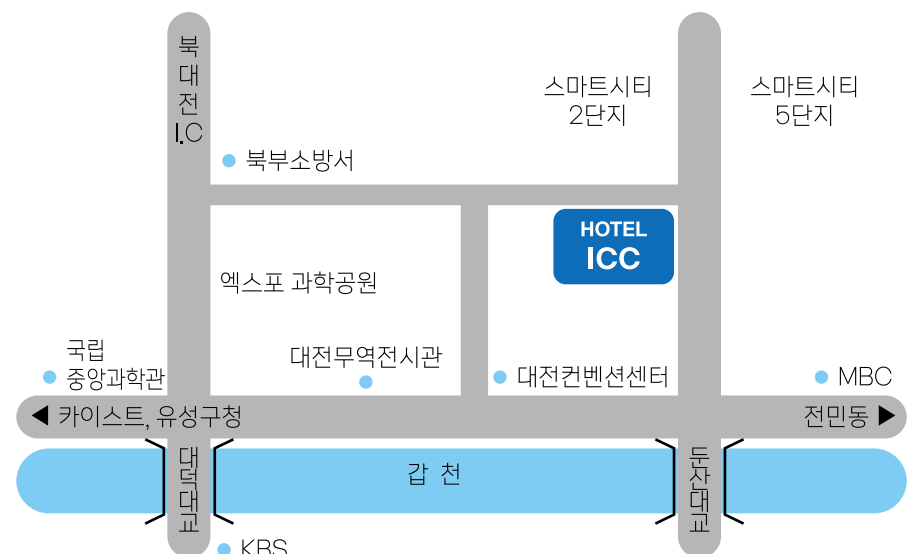 북대전I.C
스마트시티
2단지
스마트시티
5단지
북부소방서
HOTEL
ICC
엑스포 과학공원
국립
중앙과학관
대전무역전시관
대전컨벤션센터
MBC
◀ 카이스트, 유성구청
전민동 ▶
대덕대교
갑 천
둔산대교
KBS